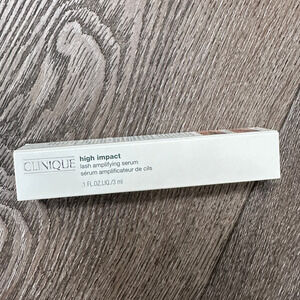 CLINIQUE
high impact
lash amplifying serum
sérum amplificateur de cils
.1 FL.OZ.LIQ./3 ml